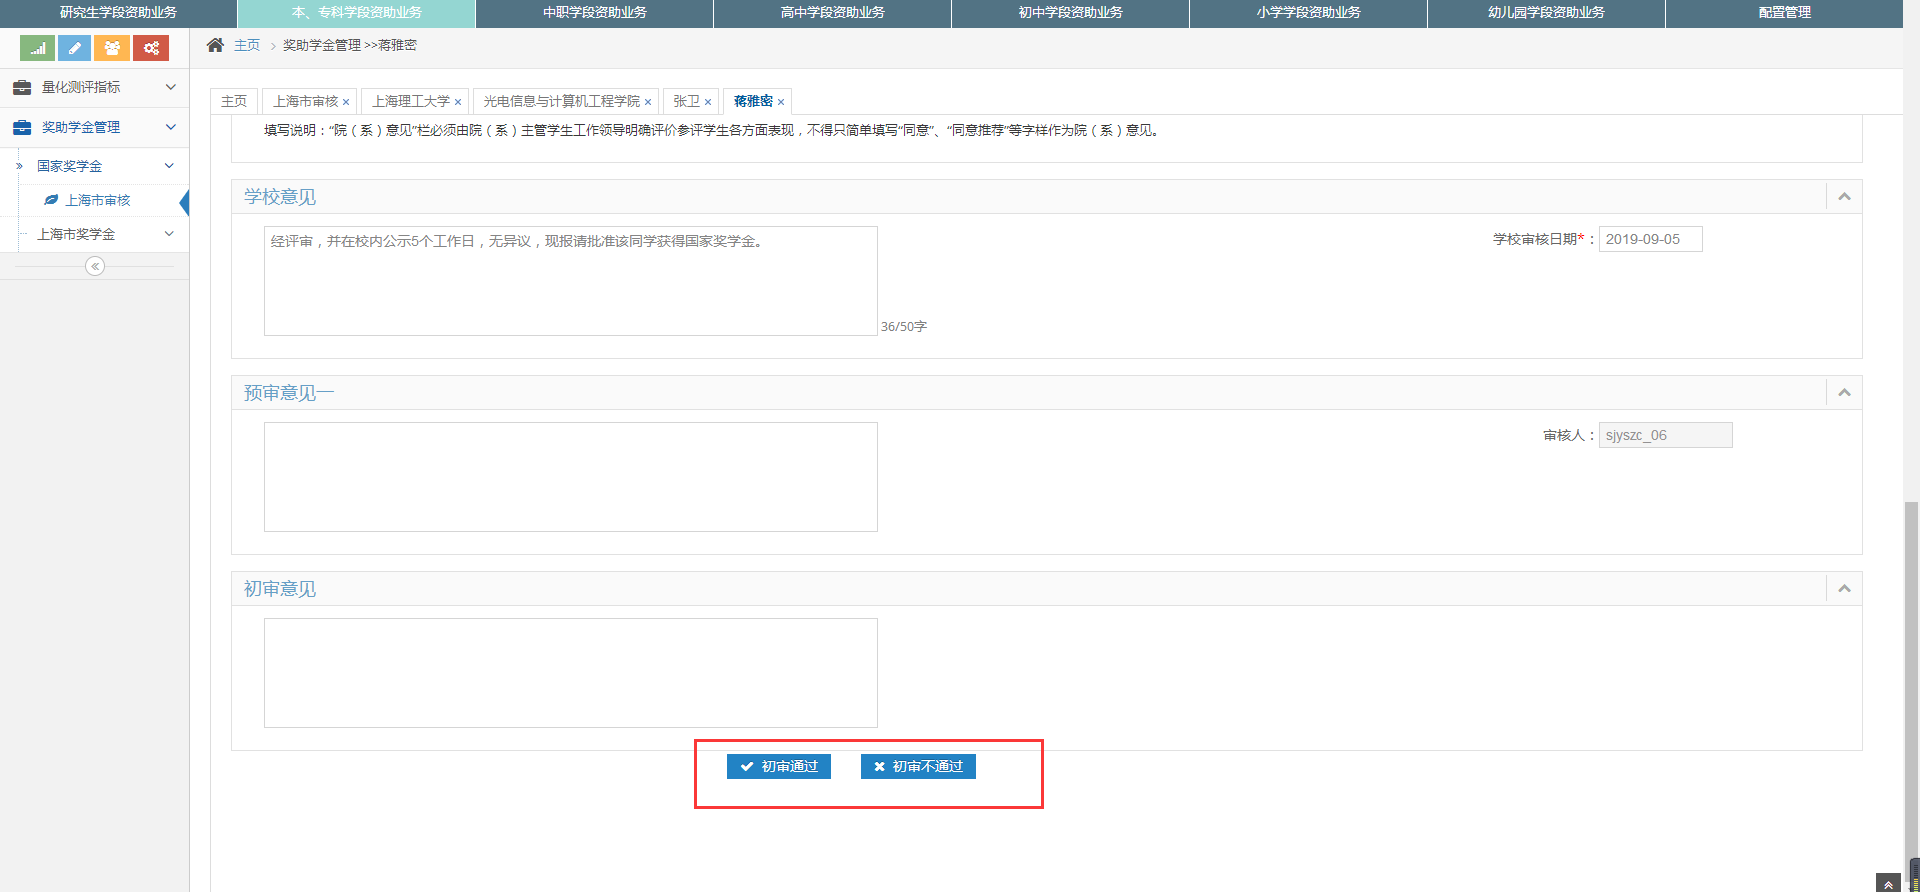 研究生学段资助业务 本、专科学段资助业务 中职学段资助业务 高中学段资助业务 初中学段资助业务 小学学段资助业务 幼儿园学段资助业务 配置管理
主页 奖助学金管理 >>蒋雅密
量化测评指标
奖助学金管理
国家奖学金
上海市审核
上海市奖学金
主页 上海市审核 × 上海理工大学 × 光电信息与计算机工程学院 × 张卫 × 蒋雅密 ×
填写说明：“院（系）意见”栏必须由院（系）主管学生工作领导明确评价参评学生各方面表现，不得只简单填写“同意”、“同意推荐”等字样作为院（系）意见。
学校意见
经评审，并在校内公示5个工作日，无异议，现报请批准该同学获得国家奖学金。
36/50字
学校审核日期*：2019-09-05
预审意见一
审核人：sjyszc_06
初审意见
初审通过 初审不通过